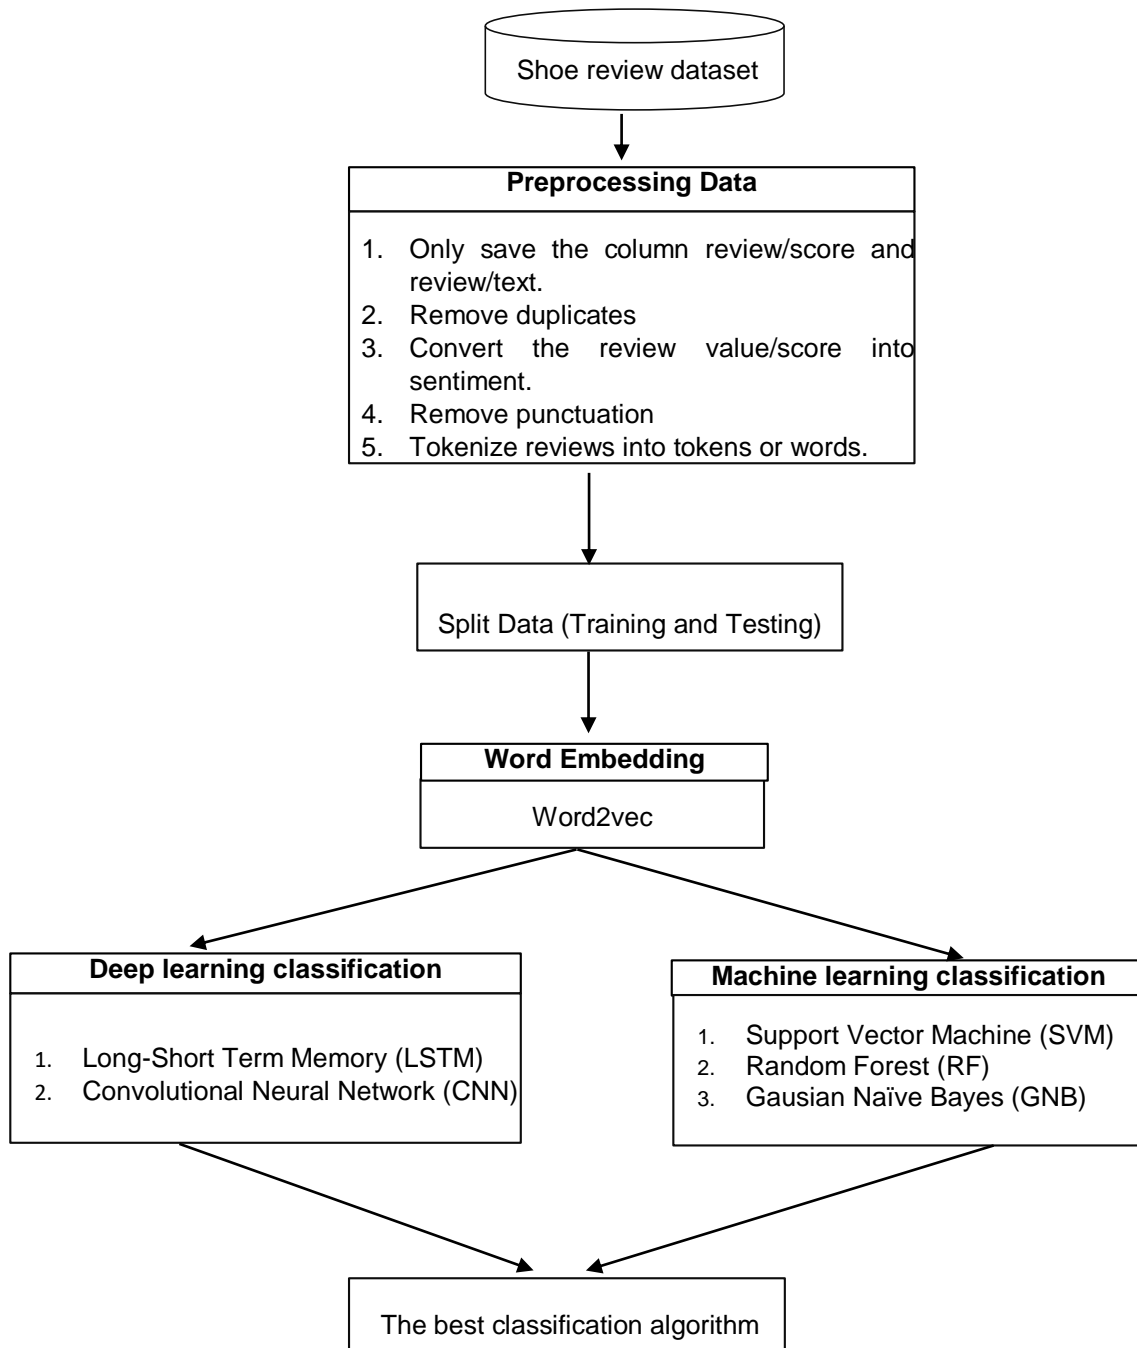 Shoe review dataset
Preprocessing Data
1. Only save the column review/score and
review/text.
2. Remove duplicates
3. Convert the review value/score into
sentiment.
4. Remove punctuation
5. Tokenize reviews into tokens or words.
Split Data (Training and Testing)
Word Embedding
Word2vec
Deep learning classification
1. Long-Short Term Memory (LSTM)
2. Convolutional Neural Network (CNN)
Machine learning classification
1. Support Vector Machine (SVM)
2. Random Forest (RF)
3. Gausian Naïve Bayes (GNB)
The best classification algorithm